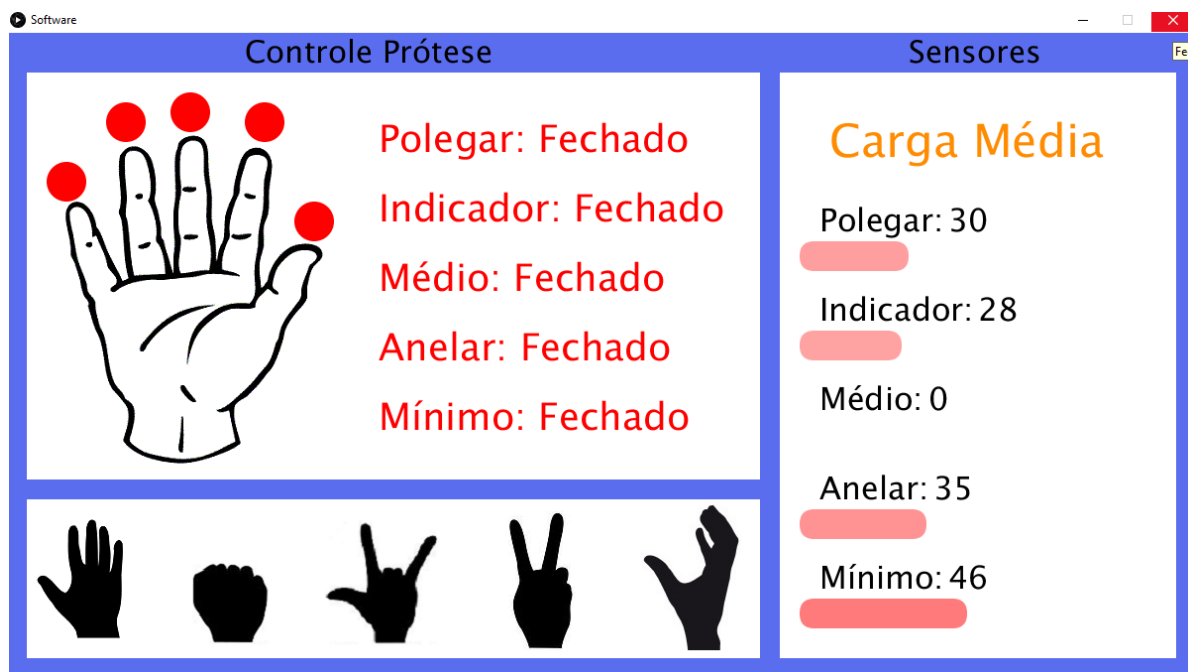 Software
Controle Prótese
Polegar: Fechado
Indicador: Fechado
Médio: Fechado
Anelar: Fechado
Mínimo: Fechado
Sensores
Fe
Carga Média
Polegar: 30
Indicador: 28
Médio: 0
Anelar: 35
Mínimo: 46